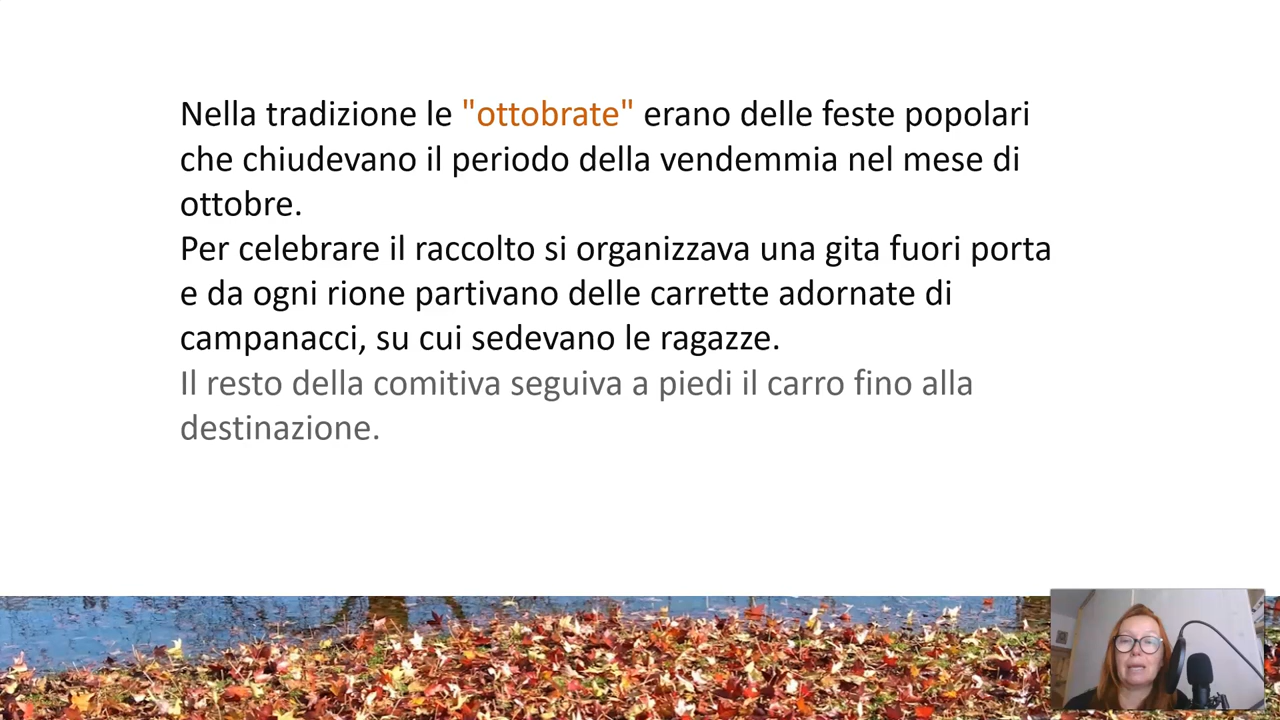 Nella tradizione le "ottobrate" erano delle feste popolari
che chiudevano il periodo della vendemmia nel mese di
ottobre.
Per celebrare il raccolto si organizzava una gita fuori porta
e da ogni rione partivano delle carrette adornate di
campanacci, su cui sedevano le ragazze.
Il resto della comitiva seguiva a piedi il carro fino alla
destinazione.